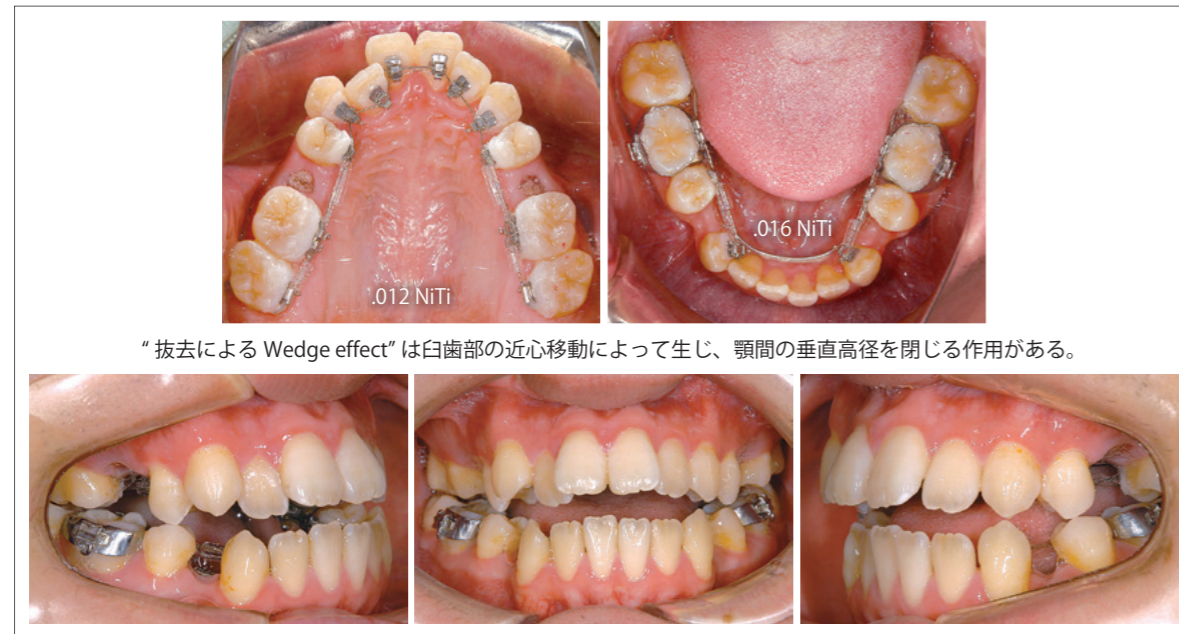 .012 NiTi
.016 NiTi
“ 抜去による Wedge effect” は臼歯部の近心移動によって生じ、顎間の垂直高径を閉じる作用がある。